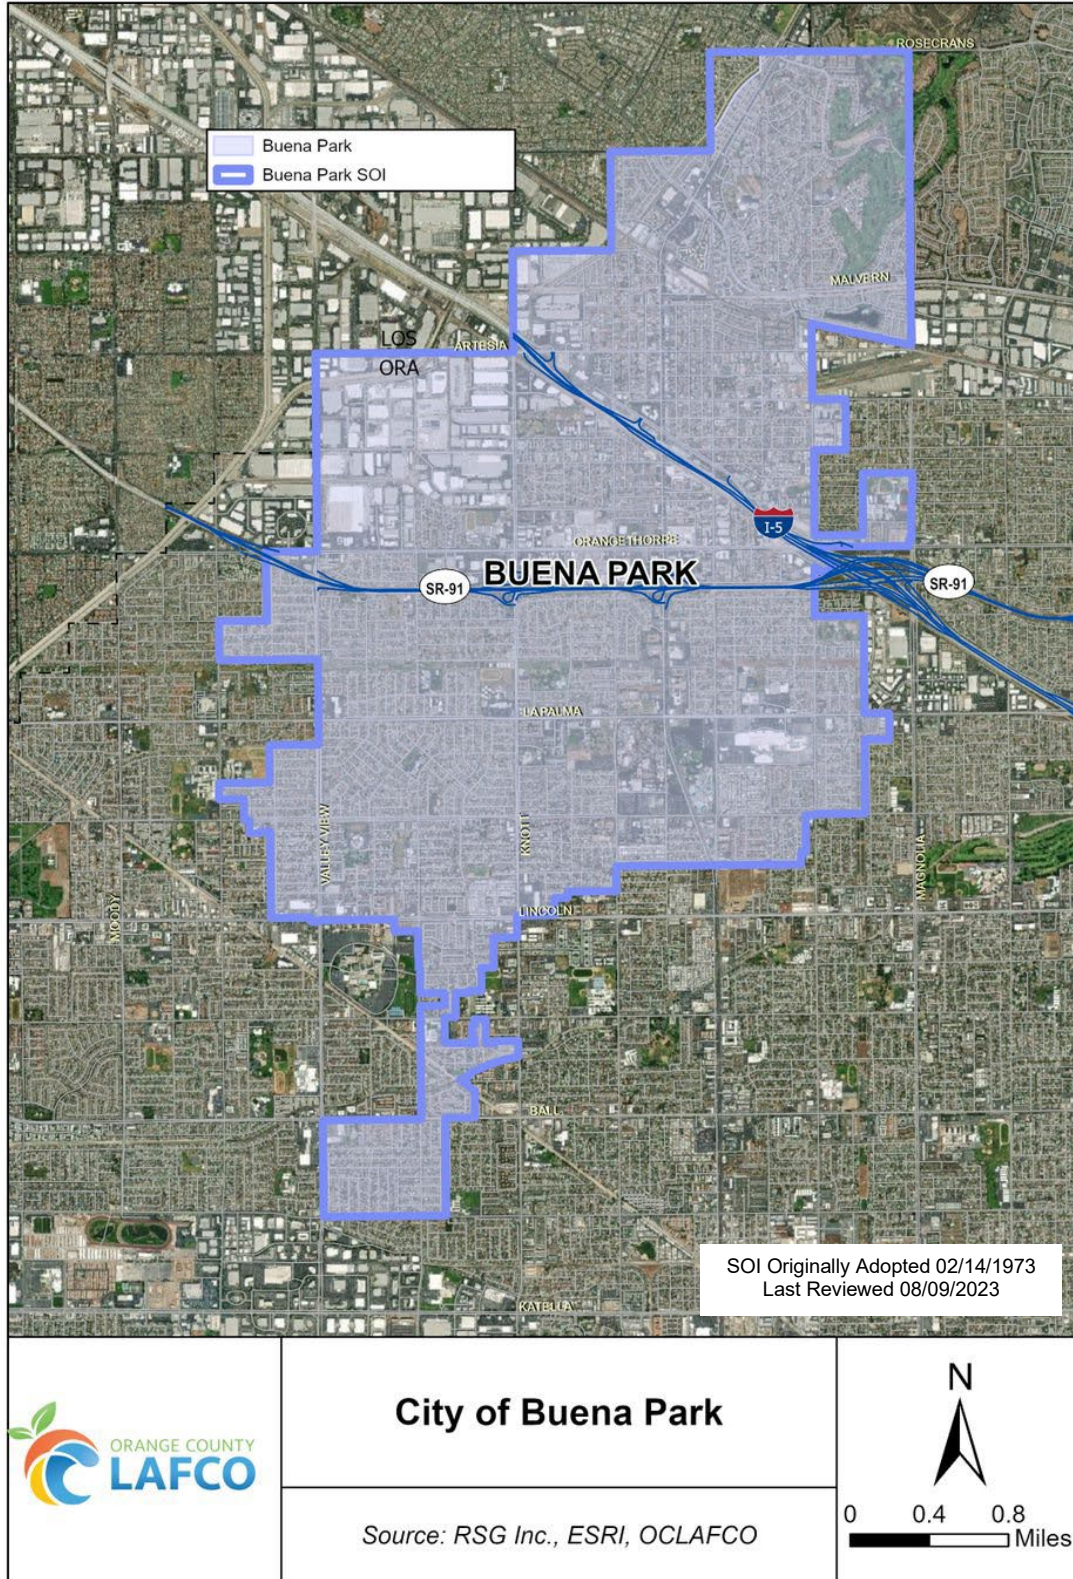 ROSECRANS
Buena Park
Buena Park SOI
MALVERN
LOS
ORA
ARTESIA
I-5
ORANGETHORPE
BUENA PARK
SR-91
SR-91
LA PALMA
VALLEY VIEW
KNOTT
MAGNOLIA
MOODY
LINCOLN
BALL
SOI Originally Adopted 02/14/1973
Last Reviewed 08/09/2023
KATELLA
ORANGE COUNTY
LAFCO
City of Buena Park
Source: RSG Inc., ESRI, OCLAFCO
N
0 0.4 0.8
Miles